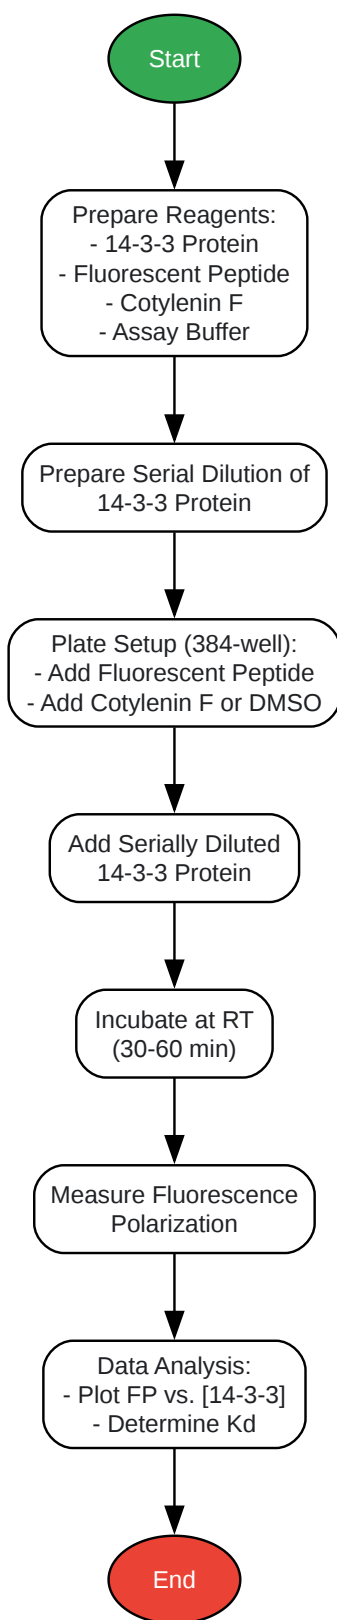 Start
Prepare Reagents:
- 14-3-3 Protein
- Fluorescent Peptide
- Cotylenin F
- Assay Buffer
Prepare Serial Dilution of
14-3-3 Protein
Plate Setup (384-well):
- Add Fluorescent Peptide
- Add Cotylenin F or DMSO
Add Serially Diluted
14-3-3 Protein
Incubate at RT
(30-60 min)
Measure Fluorescence
Polarization
Data Analysis:
- Plot FP vs. [14-3-3]
- Determine Kd
End